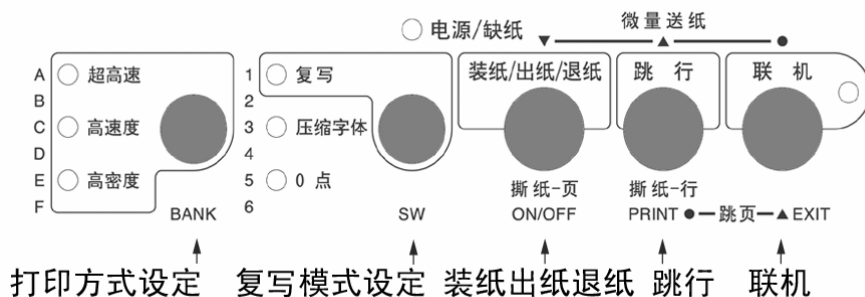 电源/缺纸 ▼ 微量送纸 ▲ ●
A 超高速 1 复写 装纸/出纸/退纸 跳 行 联 机
B 2
C 高速度 3 压缩字体
D 4
E 高密度 5 0 点 撕纸-页 撕纸-行
F BANK 6 SW ON/OFF PRINT ●—跳页—▲ EXIT
打印方式设定 复写模式设定 装纸出纸退纸 跳行 联机